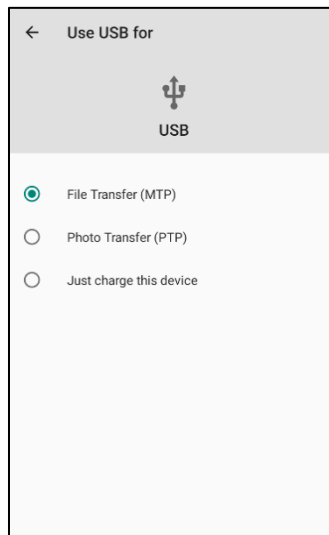 Use USB for
USB
File Transfer (MTP)
Photo Transfer (PTP)
Just charge this device